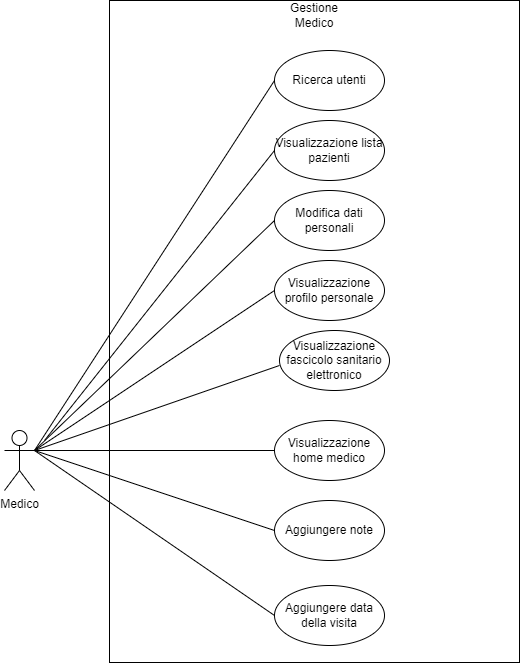 Gestione
Medico
Ricerca utenti
Visualizzazione lista
pazienti
Modifica dati
personali
Visualizzazione
profilo personale
Visualizzazione
fascicolo sanitario
elettronico
Visualizzazione
home medico
Medico
Aggiungere note
Aggiungere data
della visita